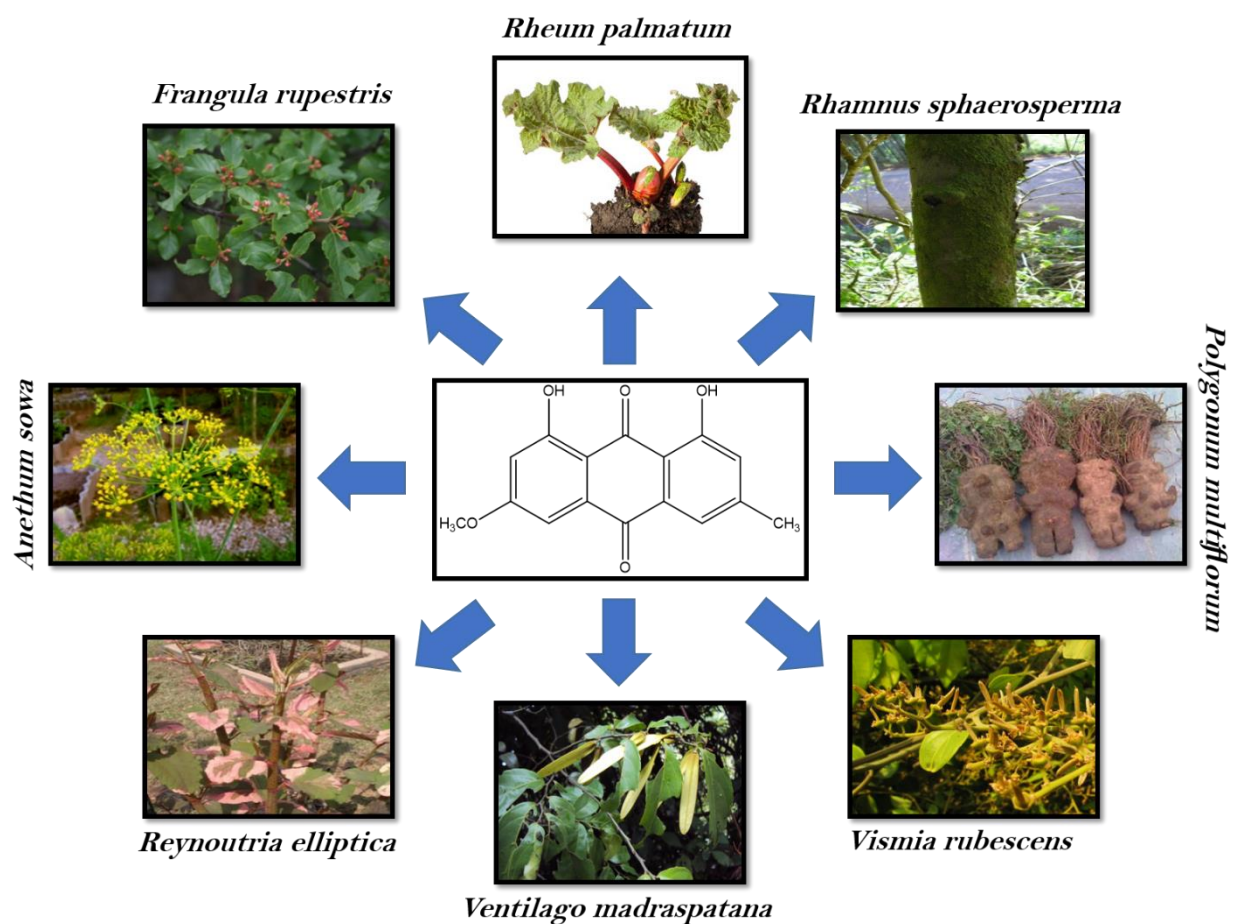 Rheum palmatum
Frangula rupestris
Rhamnus sphaerosperma
Anethum sowa
OH
O
OH
H3CO
CH3
O
Polygonum multiflorum
Reynoutria elliptica
Vismia rubescens
Ventilago madraspatana